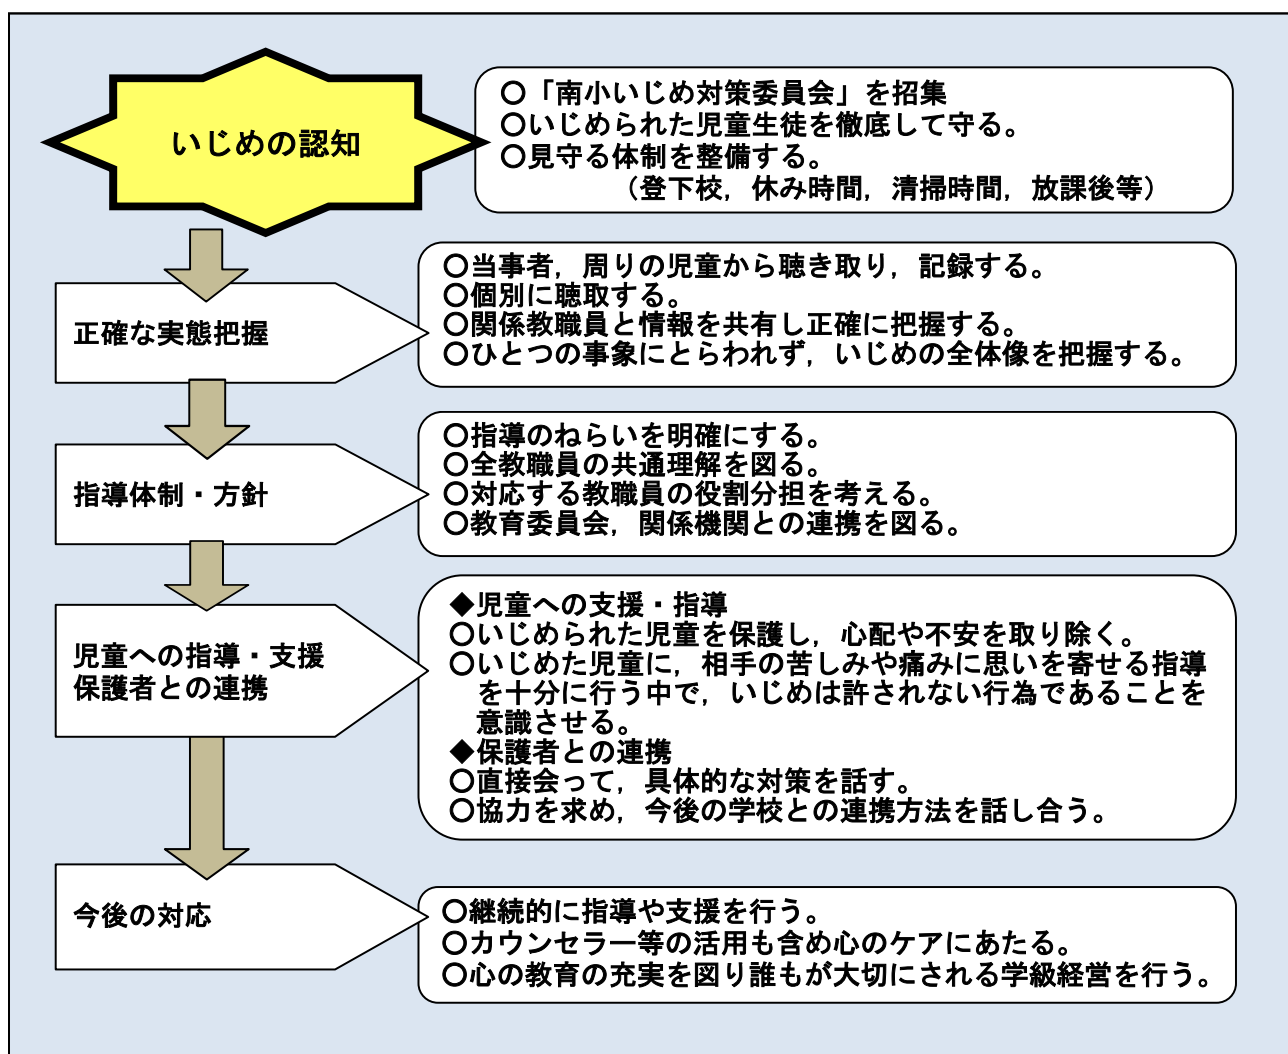 いじめの認知
○「南小いじめ対策委員会」を招集
○いじめられた児童生徒を徹底して守る。
○見守る体制を整備する。
（登下校，休み時間，清掃時間，放課後等）
正確な実態把握
○当事者，周りの児童から聴き取り，記録する。
○個別に聴取する。
○関係教職員と情報を共有し正確に把握する。
○ひとつの事象にとらわれず，いじめの全体像を把握する。
指導体制・方針
○指導のねらいを明確にする。
○全教職員の共通理解を図る。
○対応する教職員の役割分担を考える。
○教育委員会，関係機関との連携を図る。
児童への指導・支援
保護者との連携
◆児童への支援・指導
○いじめられた児童を保護し，心配や不安を取り除く。
○いじめた児童に，相手の苦しみや痛みに思いを寄せる指導
を十分に行う中で，いじめは許されない行為であることを
意識させる。
◆保護者との連携
○直接会って，具体的な対策を話す。
○協力を求め，今後の学校との連携方法を話し合う。
今後の対応
○継続的に指導や支援を行う。
○カウンセラー等の活用も含め心のケアにあたる。
○心の教育の充実を図り誰もが大切にされる学級経営を行う。